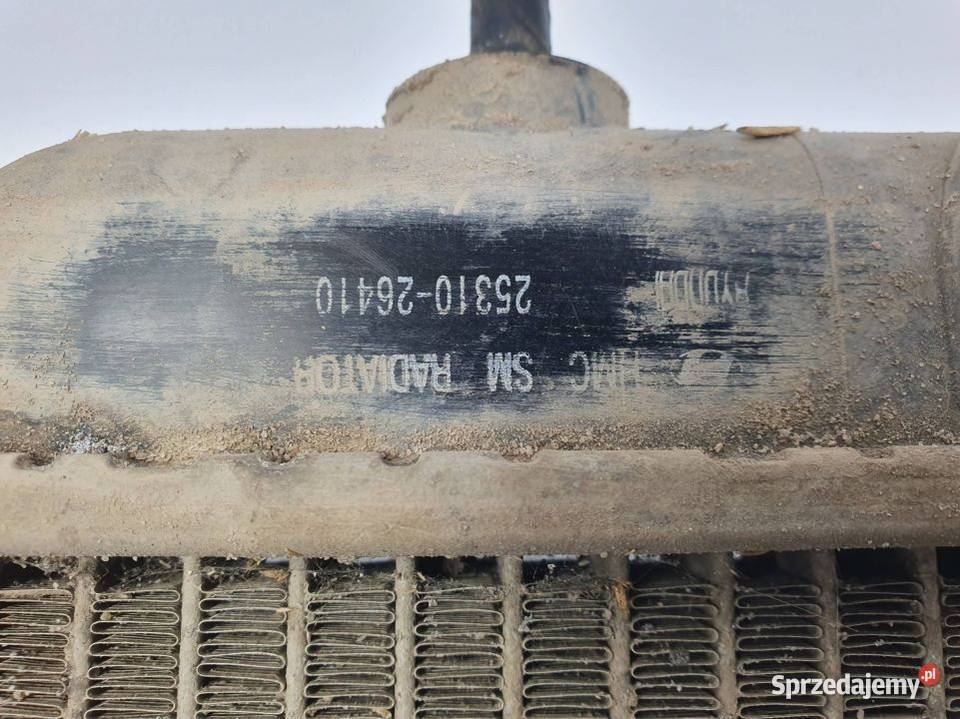 HMC SM RADIATOR
HYUNDAI 25310-26410
Sprzedajemy.pl